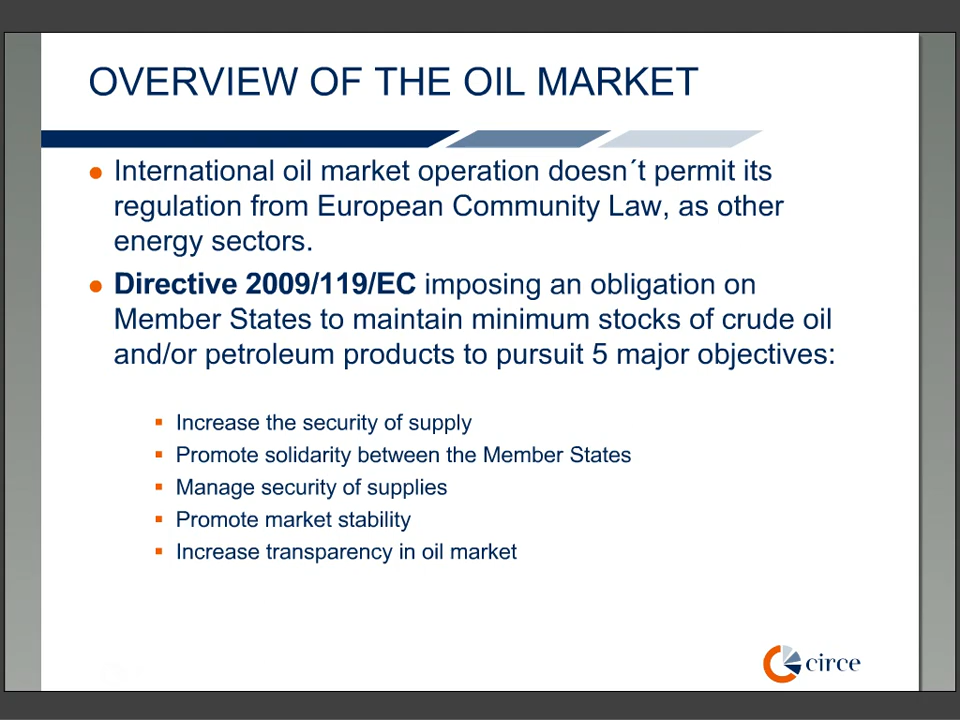 OVERVIEW OF THE OIL MARKET
● International oil market operation doesn´t permit its
regulation from European Community Law, as other
energy sectors.
● Directive 2009/119/EC imposing an obligation on
Member States to maintain minimum stocks of crude oil
and/or petroleum products to pursuit 5 major objectives:
▪ Increase the security of supply
▪ Promote solidarity between the Member States
▪ Manage security of supplies
▪ Promote market stability
▪ Increase transparency in oil market
circe